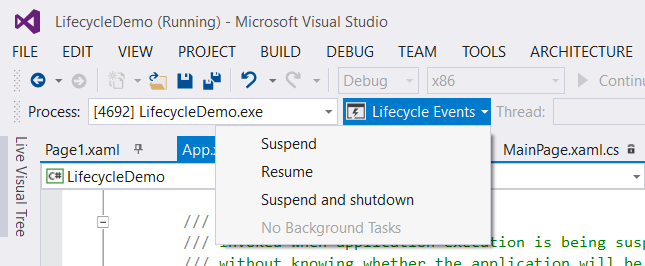 LifecycleDemo (Running) - Microsoft Visual Studio
FILE EDIT VIEW PROJECT BUILD DEBUG TEAM TOOLS ARCHITECTURE
Debug x86 Continu
Process: [4692] LifecycleDemo.exe Lifecycle Events Thread:
Live Visual Tree
Page1.xaml App.x MainPage.xaml.cs
C# LifecycleDemo
Suspend
Resume
Suspend and shutdown
No Background Tasks
///
/// Invoked when application execution is being susp
/// without knowing whether the application will be